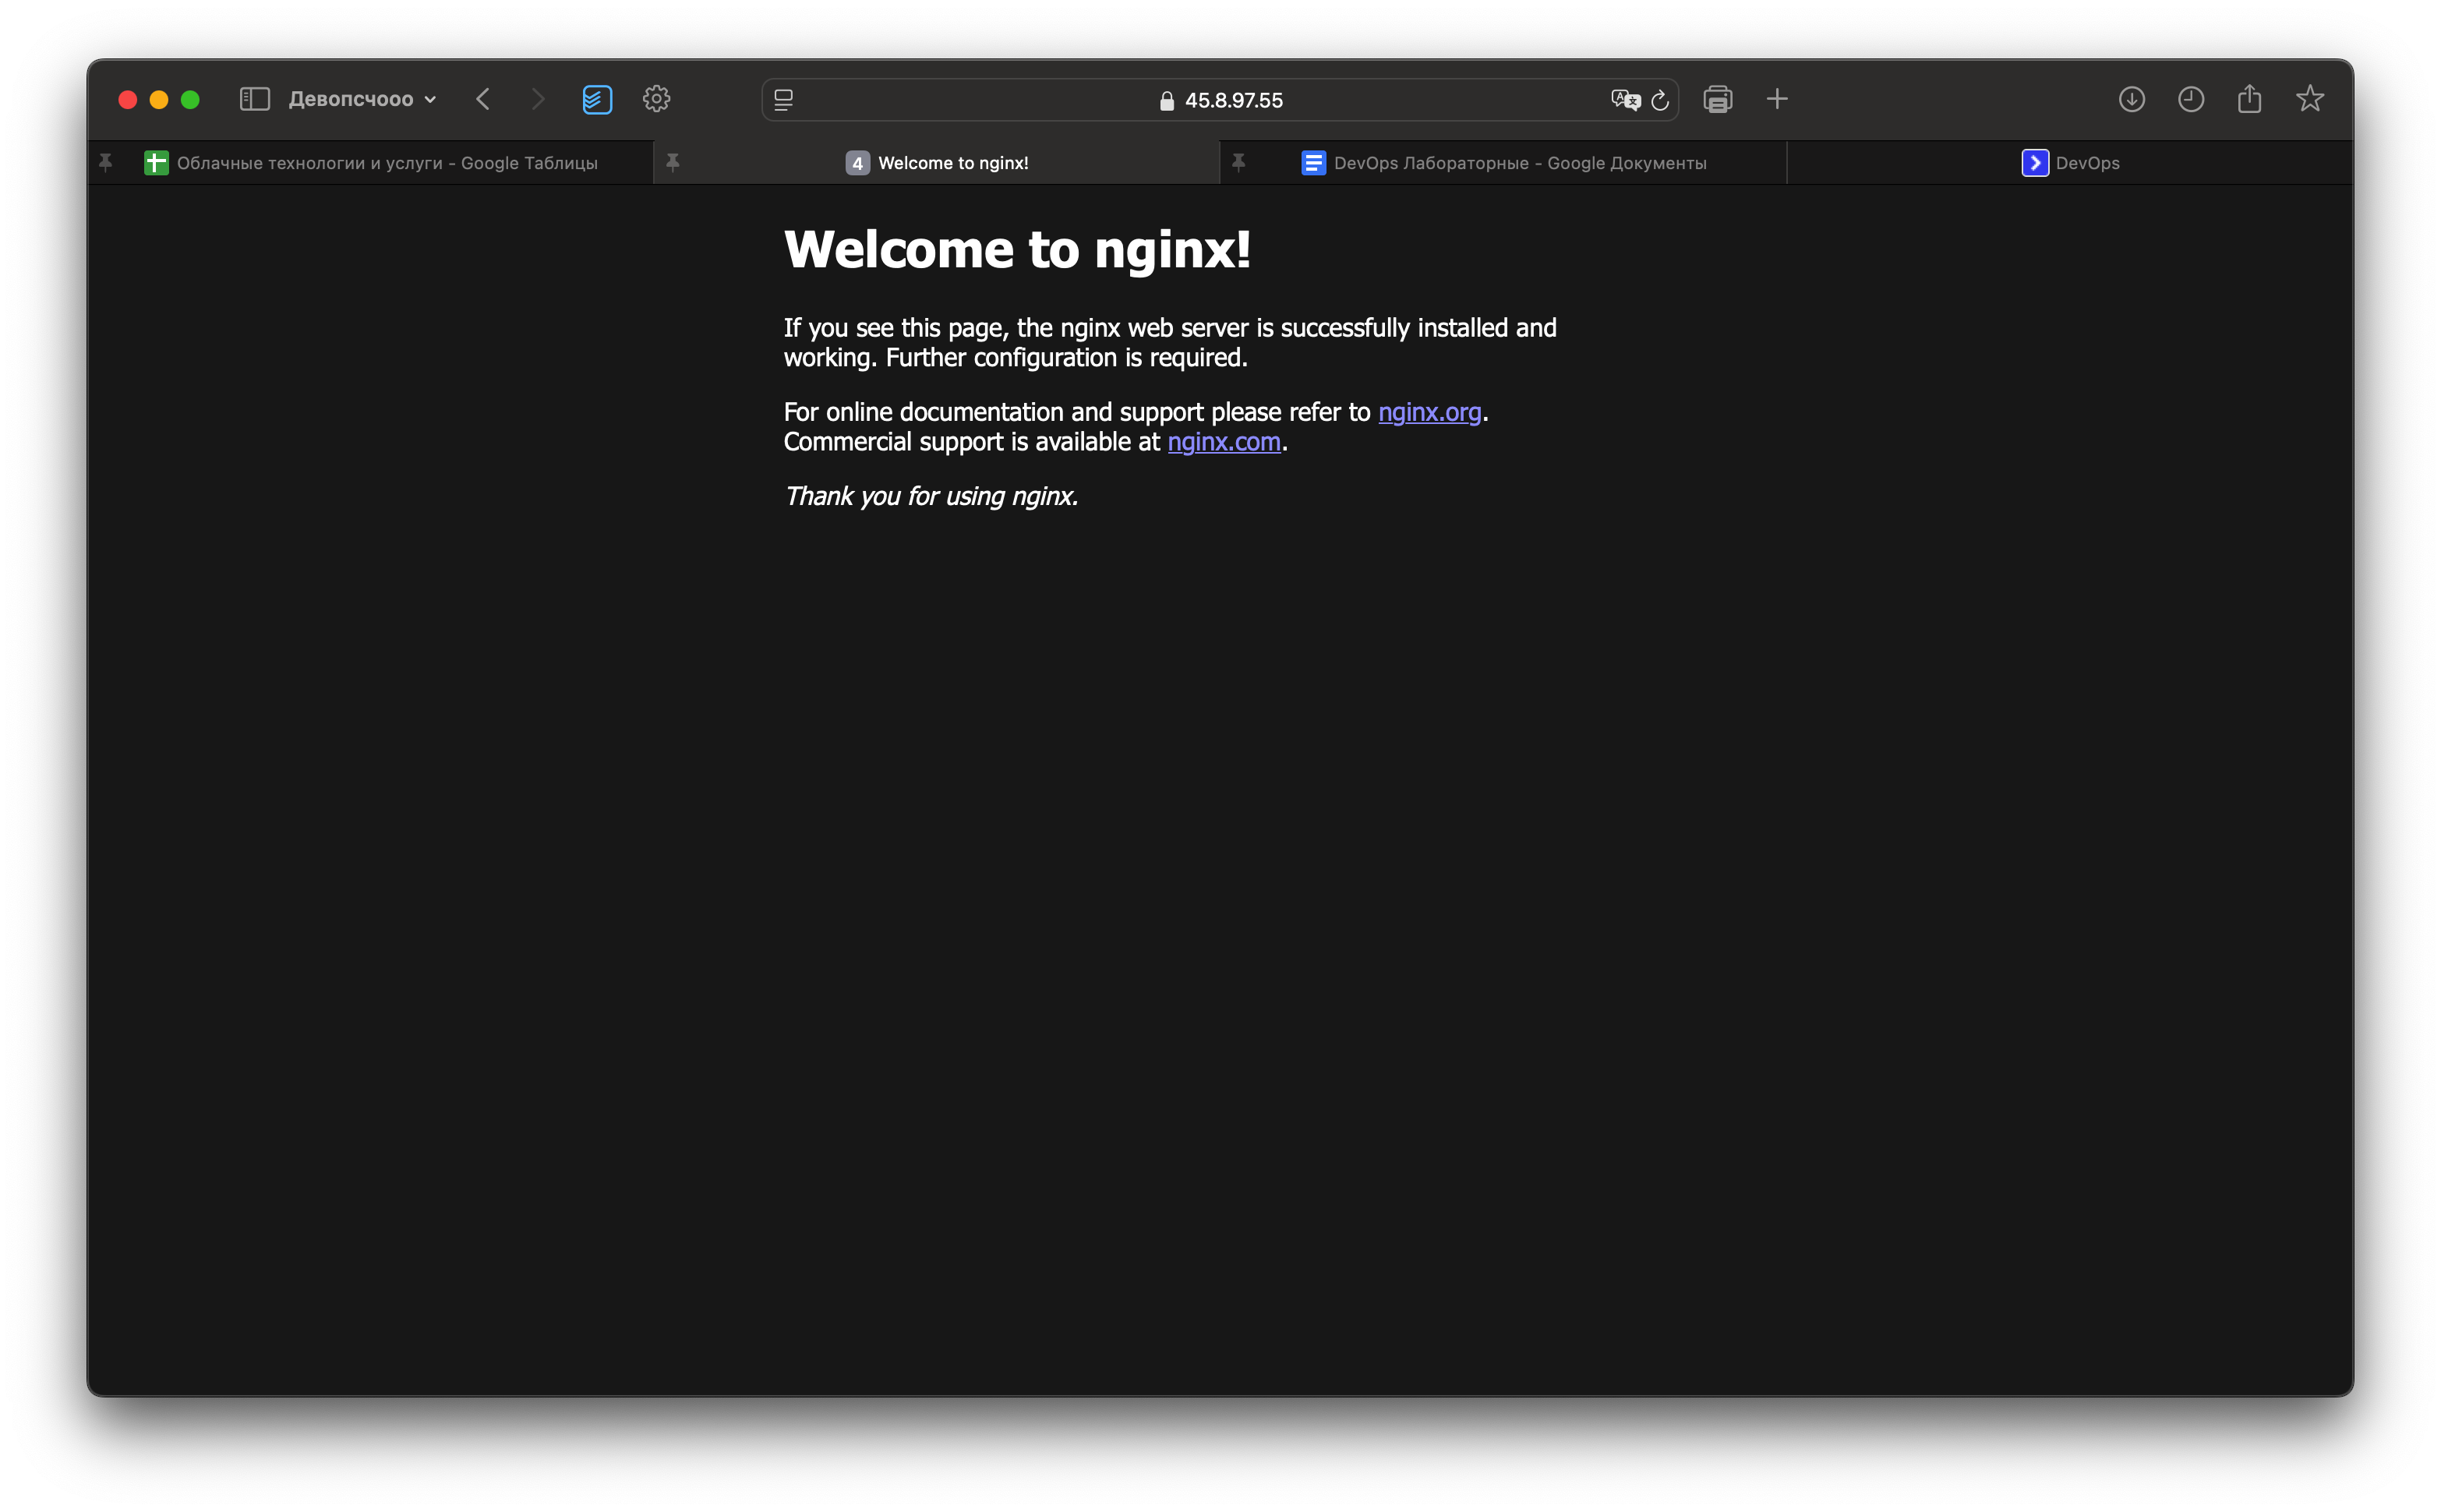 Девопсчооо
45.8.97.55
Облачные технологии и услуги - Google Таблицы
4 Welcome to nginx!
DevOps Лабораторные - Google Документы
DevOps
Welcome to nginx!
If you see this page, the nginx web server is successfully installed and
working. Further configuration is required.
For online documentation and support please refer to nginx.org.
Commercial support is available at nginx.com.
Thank you for using nginx.